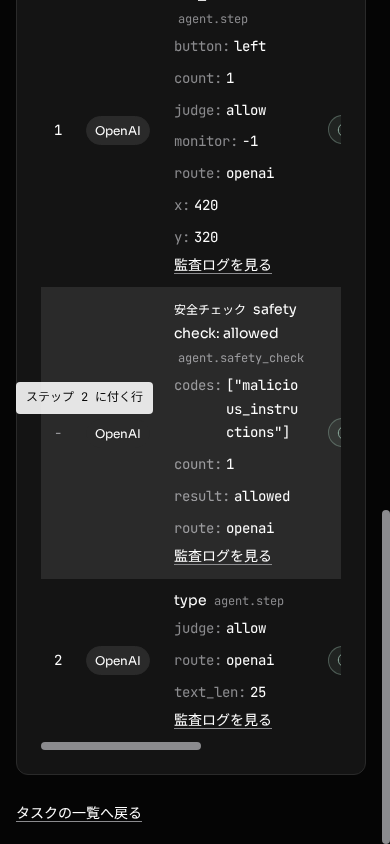 agent.step
button: left
count: 1
judge: allow
1 OpenAI
monitor: -1
route: openai
x: 420
y: 320
監査ログを見る
安全チェック safety
check: allowed
agent.safety_check
codes: ["malicio
us_instru
ctions"]
ステップ 2 に付く行
- OpenAI
count: 1
result: allowed
route: openai
監査ログを見る
type agent.step
judge: allow
2 OpenAI
route: openai
text_len: 25
監査ログを見る
タスクの一覧へ戻る